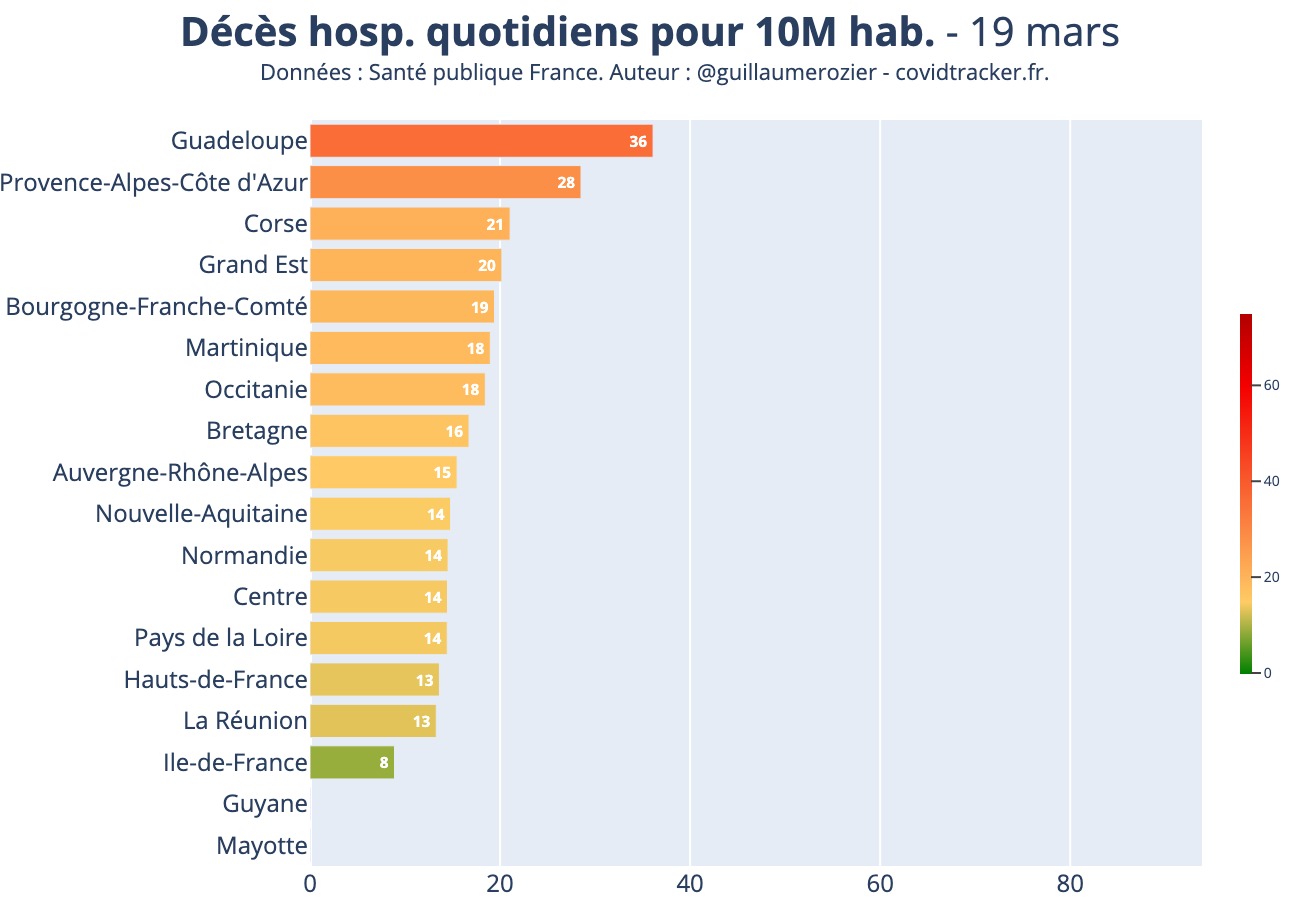 Décès hosp. quotidiens pour 10M hab. - 19 mars
Données : Santé publique France. Auteur : @guillaumerozier - covidtracker.fr.
Guadeloupe 36
Provence-Alpes-Côte d'Azur 28
Corse 21
Grand Est 20
Bourgogne-Franche-Comté 19
Martinique 18
Occitanie 18
Bretagne 16
Auvergne-Rhône-Alpes 15
Nouvelle-Aquitaine 14
Normandie 14
Centre 14
Pays de la Loire 14
Hauts-de-France 13
La Réunion 13
Ile-de-France 8
Guyane
Mayotte
0 20 40 60 80
60
40
20
0